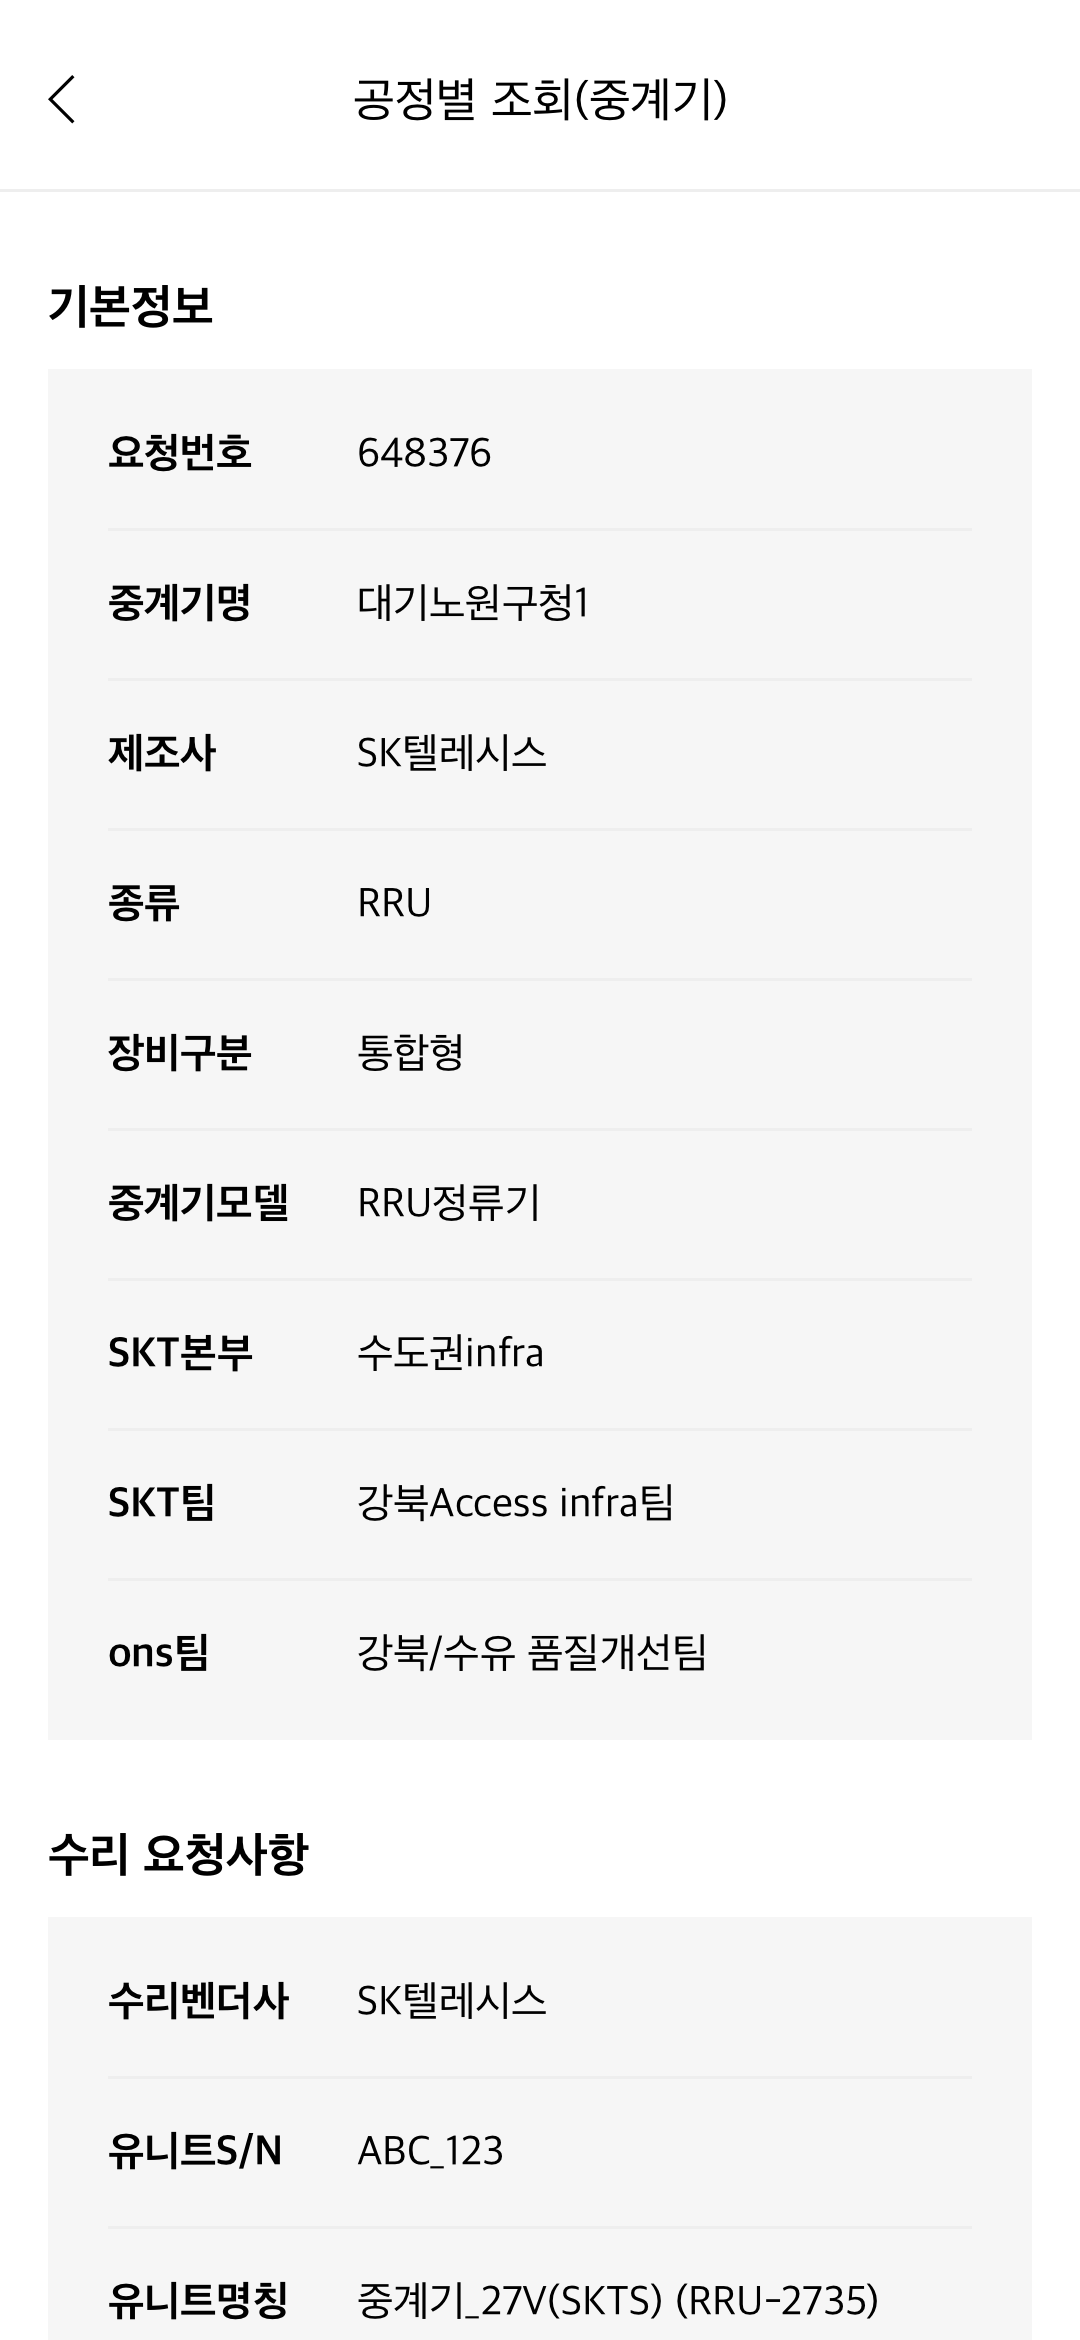 공정별 조회(중계기)
기본정보
요청번호 648376
중계기명 대기노원구청1
제조사 SK텔레시스
종류 RRU
장비구분 통합형
중계기모델 RRU정류기
SKT본부 수도권infra
SKT팀 강북Access infra팀
ons팀 강북/수유 품질개선팀
수리 요청사항
수리벤더사 SK텔레시스
유니트S/N ABC_123
유니트명칭 중계기_27V(SKTS) (RRU-2735)